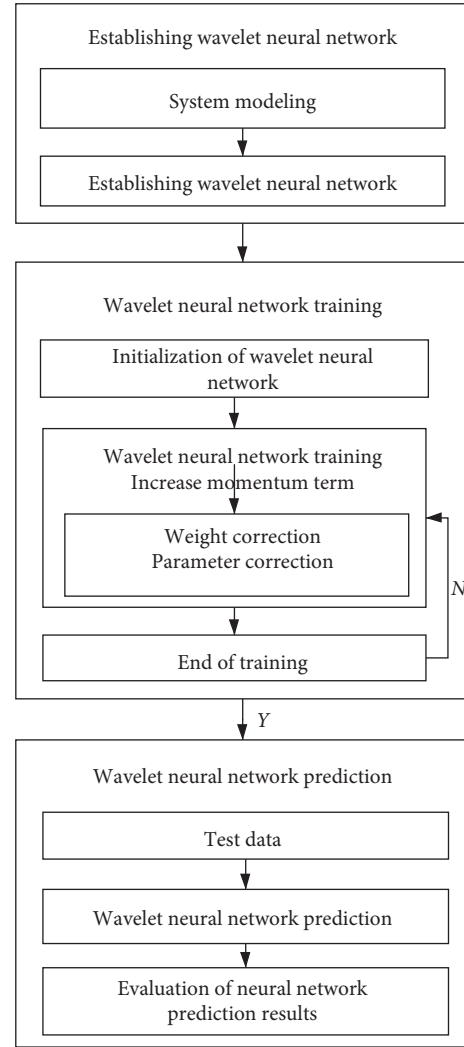 Establishing wavelet neural network
System modeling
Establishing wavelet neural network
Wavelet neural network training
Initialization of wavelet neural
network
Wavelet neural network training
Increase momentum term
Weight correction
Parameter correction
N
End of training
Y
Wavelet neural network prediction
Test data
Wavelet neural network prediction
Evaluation of neural network
prediction results